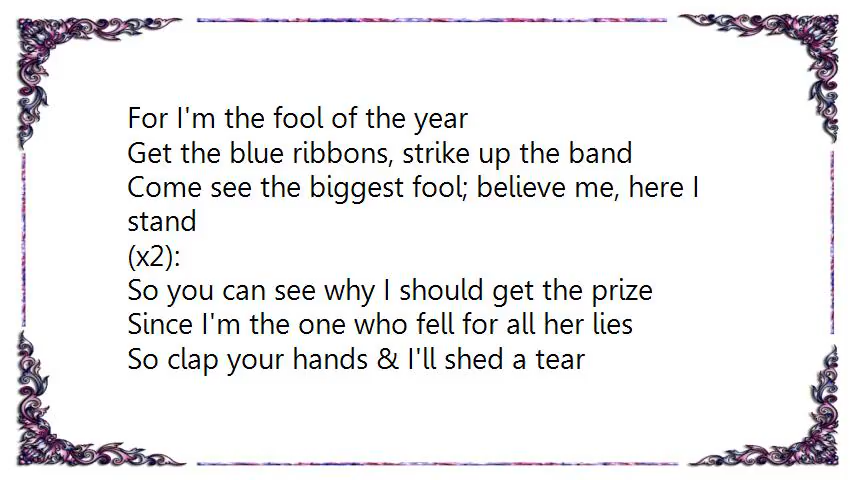 For I'm the fool of the year
Get the blue ribbons, strike up the band
Come see the biggest fool; believe me, here I
stand
(x2):
So you can see why I should get the prize
Since I'm the one who fell for all her lies
So clap your hands & I'll shed a tear